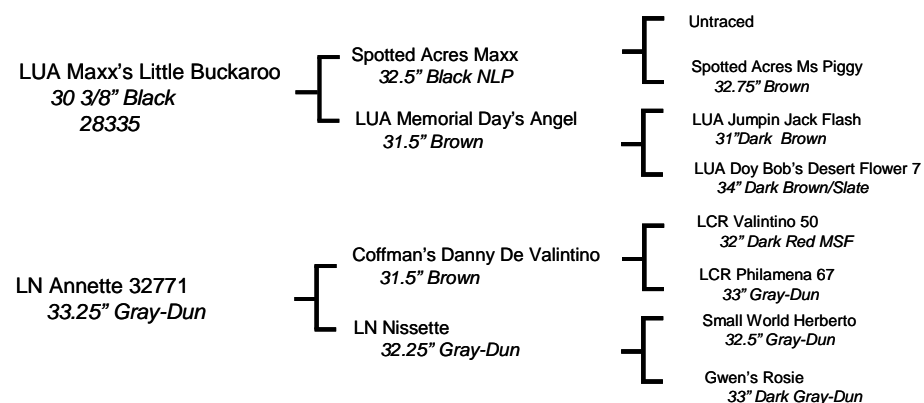 LUA Maxx's Little Buckaroo
30 3/8” Black
28335
Spotted Acres Maxx
32.5” Black NLP
LUA Memorial Day's Angel
31.5” Brown
Untraced
Spotted Acres Ms Piggy
32.75” Brown
LUA Jumpin Jack Flash
31”Dark Brown
LUA Doy Bob's Desert Flower 7
34” Dark Brown/Slate
LN Annette 32771
33.25” Gray-Dun
Coffman's Danny De Valintino
31.5” Brown
LN Nissette
32.25” Gray-Dun
LCR Valintino 50
32” Dark Red MSF
LCR Philamena 67
33” Gray-Dun
Small World Herberto
32.5” Gray-Dun
Gwen's Rosie
33” Dark Gray-Dun